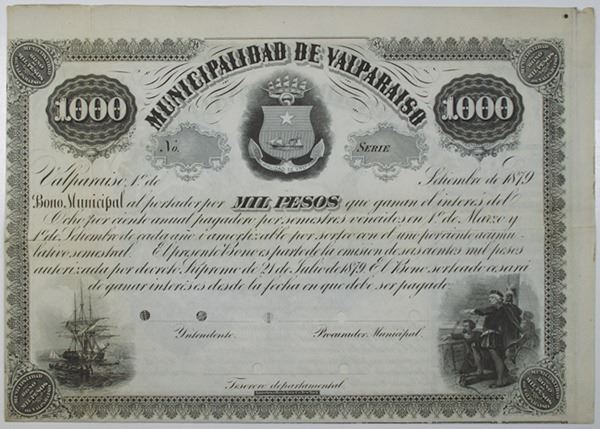 MUNICIPALIDAD DE VALPARAISO
1.000
1.000
No.
SERIE
Valparaiso, 1º de Setiembre de 1879
Bono Municipal al portador por MIL PESOS que ganan el interes del
Ocho por ciento anual pagadero por semestres vencidos en 1º de Marzo y
1º de Setiembre de cada año i amortizable por sorteo con el uno por ciento acumu-
lativo semestral. El presente Bono es parte de la emision de seiscientos mil pesos
autorizada por decreto Supremo de 21 de Julio de 1879. El Bono sorteado cesará
de ganar intereses desde la fecha en que debe ser pagado.
Yntendente.
Procurador Municipal.
Tesorero departamental.